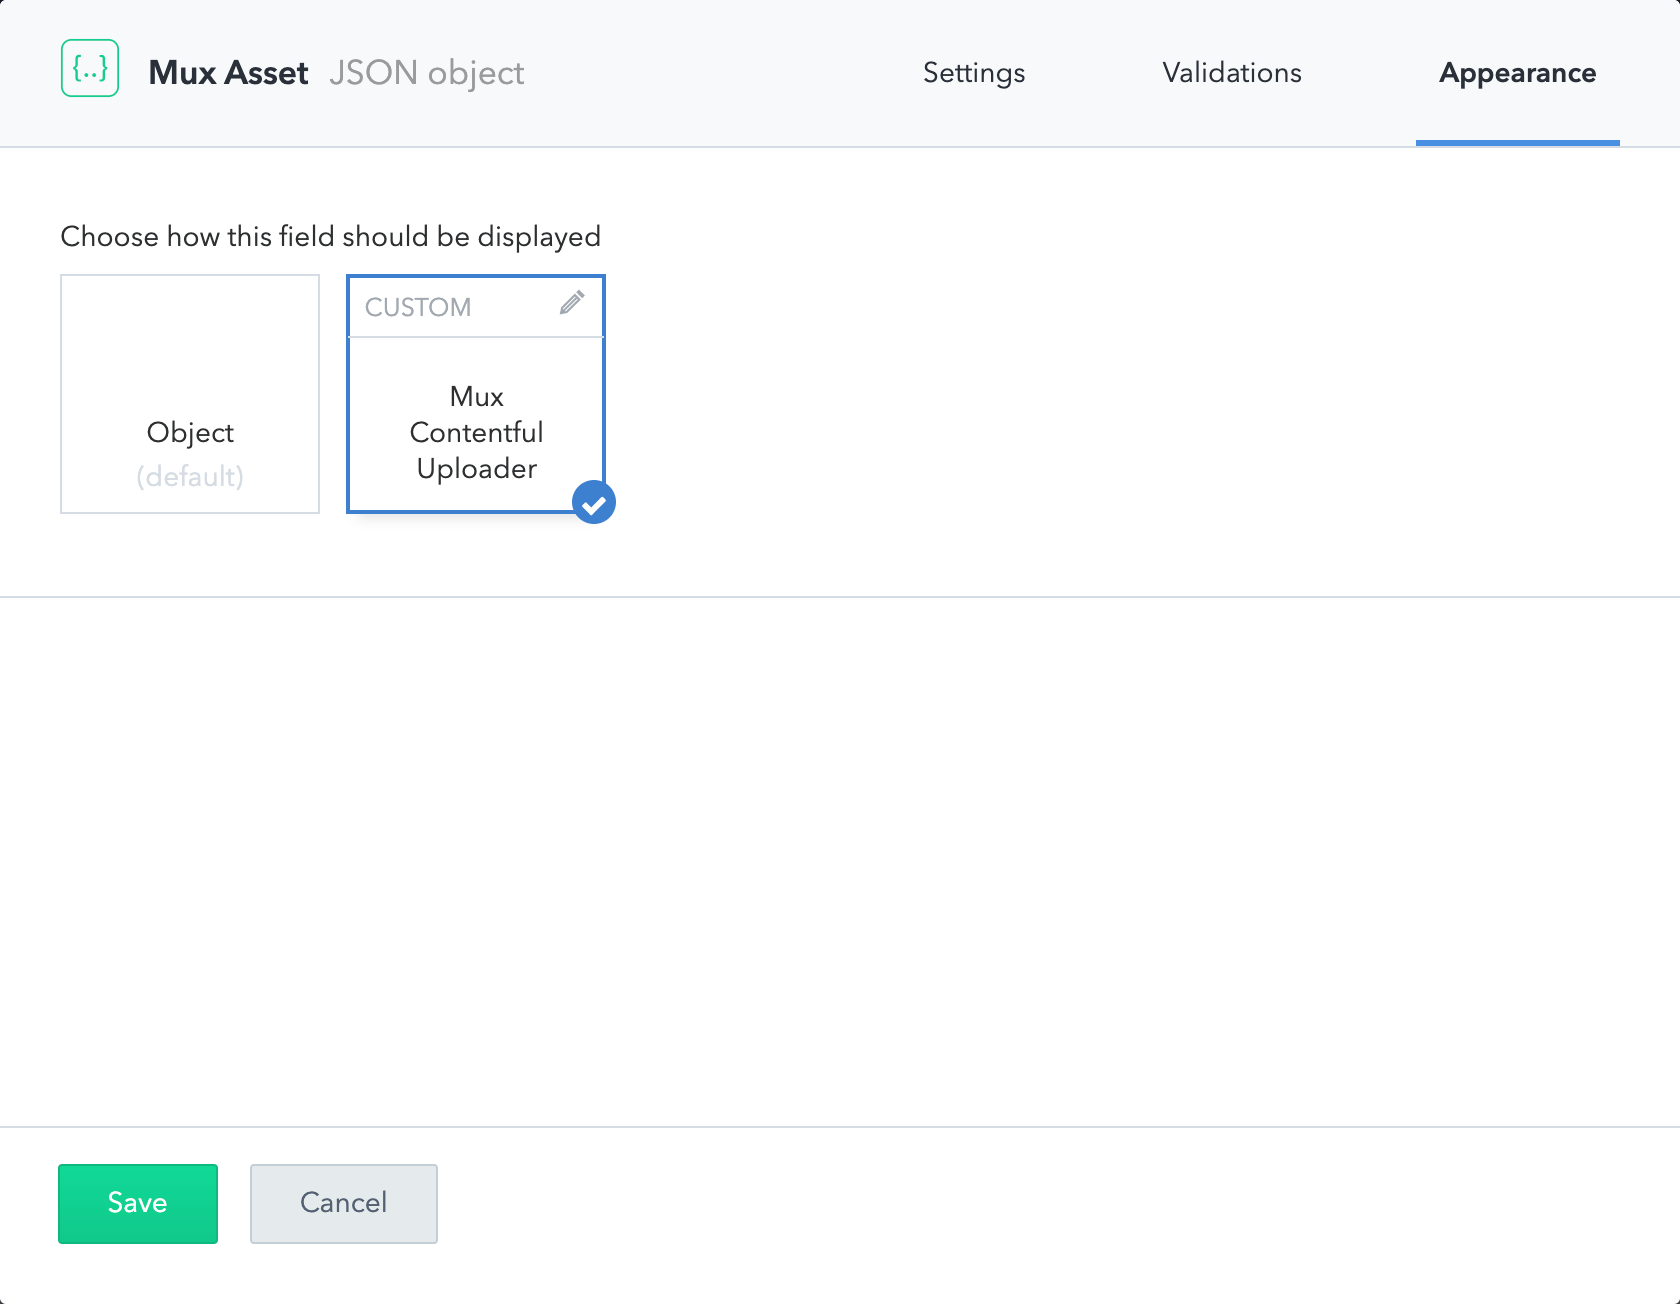 {..} Mux Asset JSON object
Settings
Validations
Appearance
Choose how this field should be displayed
Object
(default)
CUSTOM
Mux
Contentful
Uploader
Save
Cancel